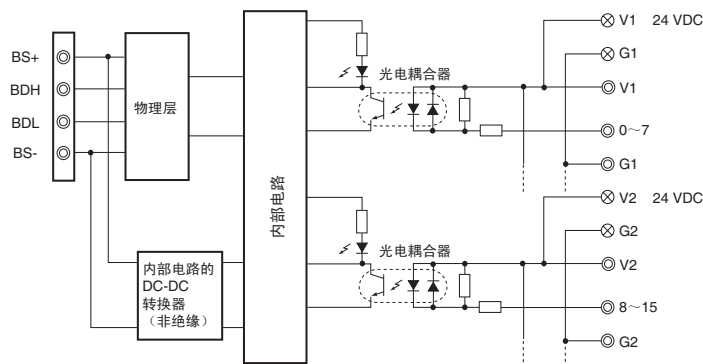 BS+
BDH
BDL
BS-
物理层
内部电路的
DC-DC
转换器
（非绝缘）
内部电路
光电耦合器
V1 24 VDC
G1
V1
0～7
G1
光电耦合器
V2 24 VDC
G2
V2
8～15
G2